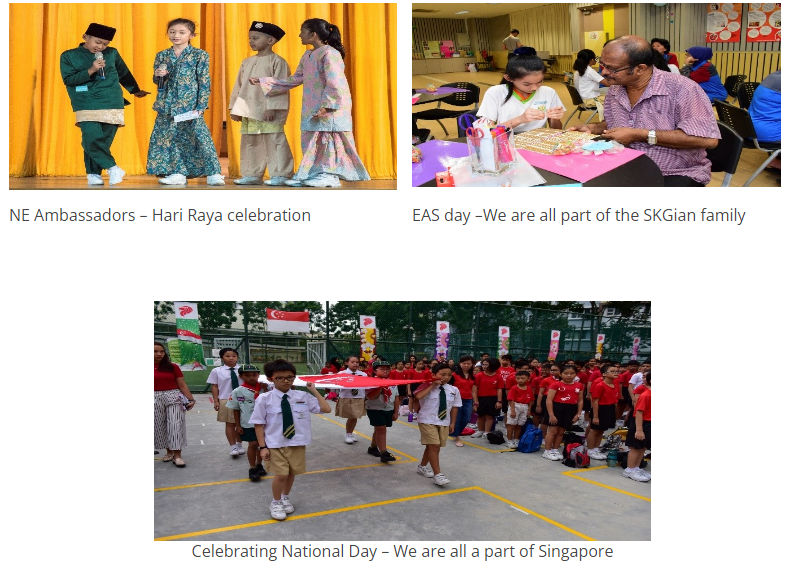 NE Ambassadors – Hari Raya celebration
EAS day –We are all part of the SKGian family
Celebrating National Day – We are all a part of Singapore